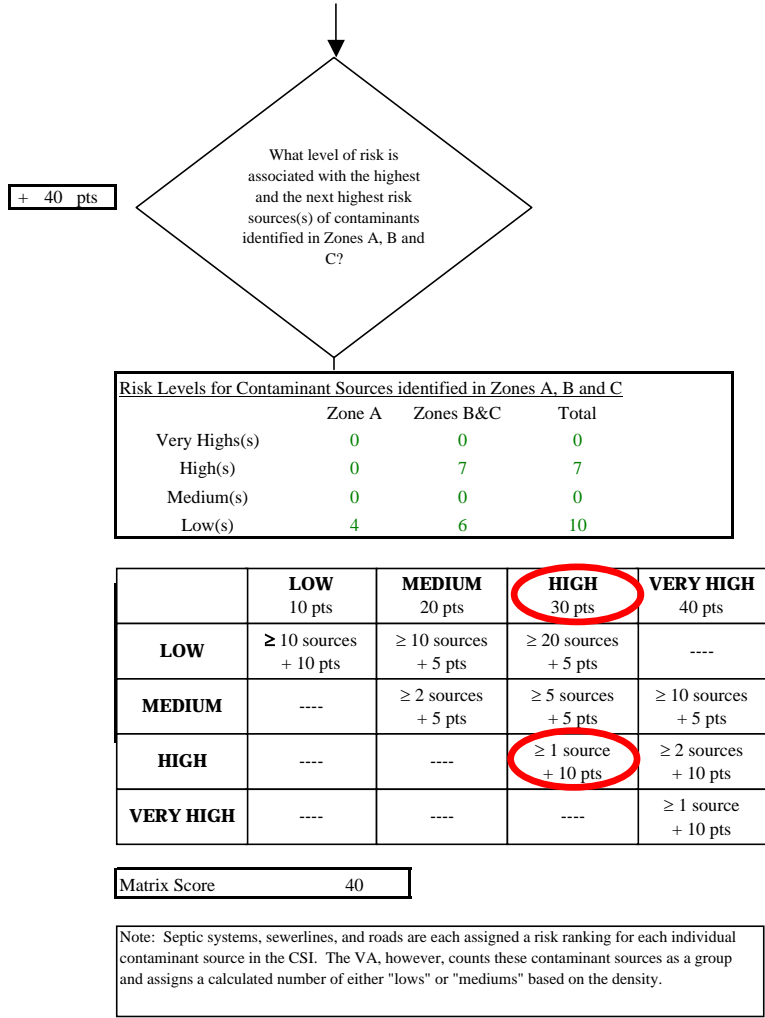 What level of risk is
associated with the highest
and the next highest risk
sources(s) of contaminants
identified in Zones A, B and
C?
+ 40 pts
Risk Levels for Contaminant Sources identified in Zones A, B and C
Zone A Zones B&C Total
Very Highs(s) 0 0 0
High(s) 0 7 7
Medium(s) 0 0 0
Low(s) 4 6 10
LOW MEDIUM HIGH VERY HIGH
10 pts 20 pts 30 pts 40 pts
LOW ≥ 10 sources + 10 pts ≥ 10 sources + 5 pts ≥ 20 sources + 5 pts ----
MEDIUM ---- ≥ 2 sources + 5 pts ≥ 5 sources + 5 pts ≥ 10 sources + 5 pts
HIGH ---- ---- ≥ 1 source + 10 pts ≥ 2 sources + 10 pts
VERY HIGH ---- ---- ---- ≥ 1 source + 10 pts
Matrix Score 40
Note: Septic systems, sewerlines, and roads are each assigned a risk ranking for each individual
contaminant source in the CSI. The VA, however, counts these contaminant sources as a group
and assigns a calculated number of either "lows" or "mediums" based on the density.